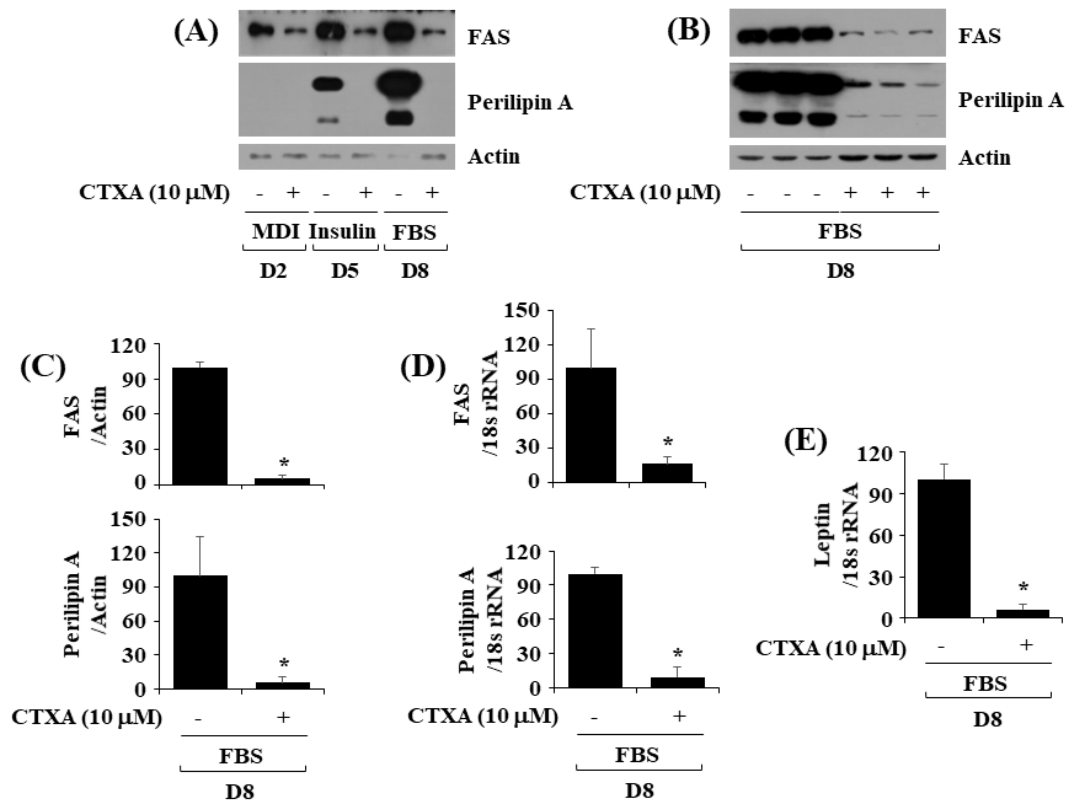 (A)
FAS
Perilipin A
Actin
CTXA (10 μM) - + - + - +
MDI Insulin FBS
D2 D5 D8
(B)
FAS
Perilipin A
Actin
CTXA (10 μM) - - - + + +
FBS
D8
(C)
FAS
/Actin
120
90
60
30
0
*
Perilipin A
/Actin
150
120
90
60
30
0
*
CTXA (10 μM) - +
FBS
D8
(D)
FAS
/18s rRNA
150
120
90
60
30
0
*
Perilipin A
/18s rRNA
120
90
60
30
0
*
CTXA (10 μM) - +
FBS
D8
(E)
Leptin
/18s rRNA
120
90
60
30
0
*
CTXA (10 μM) - +
FBS
D8